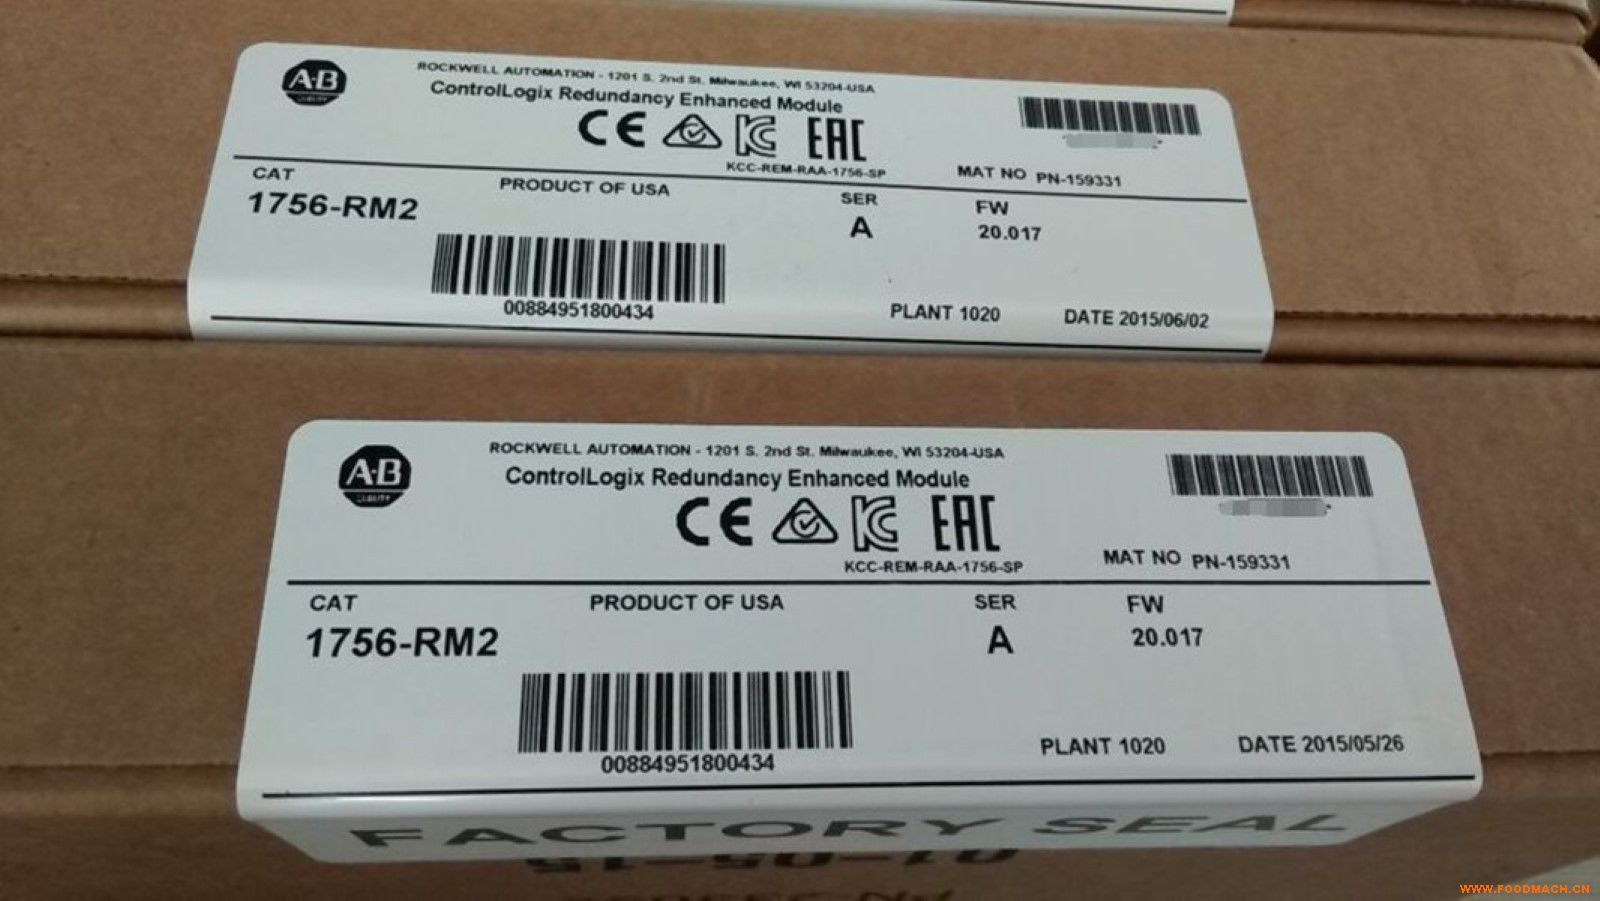 A-B
QUALITY
ROCKWELL AUTOMATION - 1201 S. 2nd St. Milwaukee, WI 53204-USA
ControlLogix Redundancy Enhanced Module
CE KC EAC
KCC-REM-RAA-1756-SP
MAT NO PN-159331
CAT
PRODUCT OF USA
SER
FW
1756-RM2
A
20.017
00884951800434
PLANT 1020
DATE 2015/06/02
A-B
QUALITY
ROCKWELL AUTOMATION - 1201 S. 2nd St. Milwaukee, WI 53204-USA
ControlLogix Redundancy Enhanced Module
CE KC EAC
KCC-REM-RAA-1756-SP
MAT NO PN-159331
CAT
PRODUCT OF USA
SER
FW
1756-RM2
A
20.017
00884951800434
PLANT 1020
DATE 2015/05/26
FACTORY SEAL
WWW.FOODMACH.CN